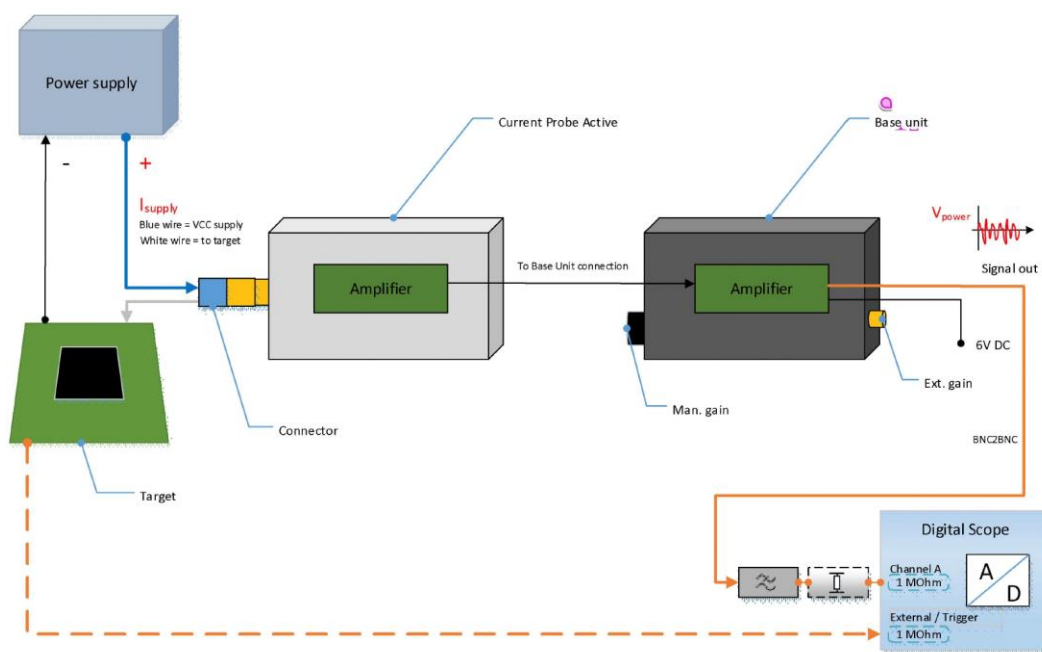 Power supply
-
+
Isupply
Blue wire = VCC supply
White wire = to target
Current Probe Active
Base unit
Vpower
Signal out
To Base Unit connection
Amplifier
Amplifier
6V DC
Man. gain
Ext. gain
Connector
BNC2BNC
Target
Digital Scope
Channel A
1 MOhm
A
D
External / Trigger
1 MOhm